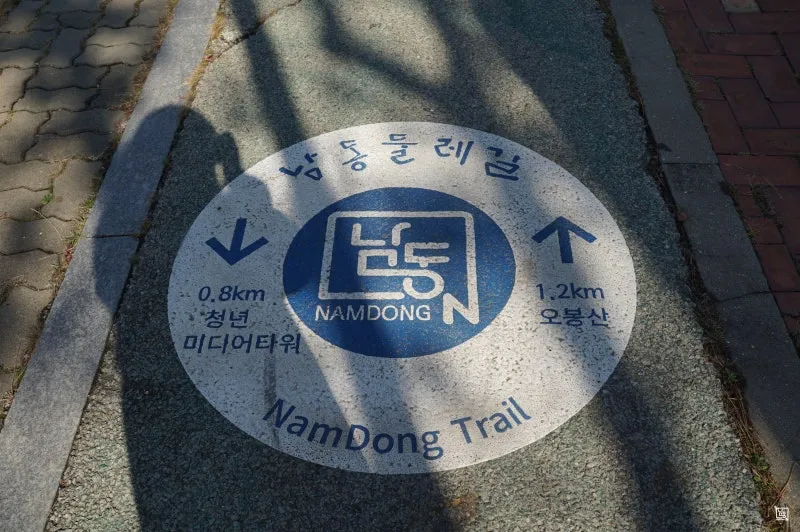 남동둘레길
↓
0.8km
청년
미디어타워
남동
NAMDONG N
↑
1.2km
오봉산
NamDong Trail